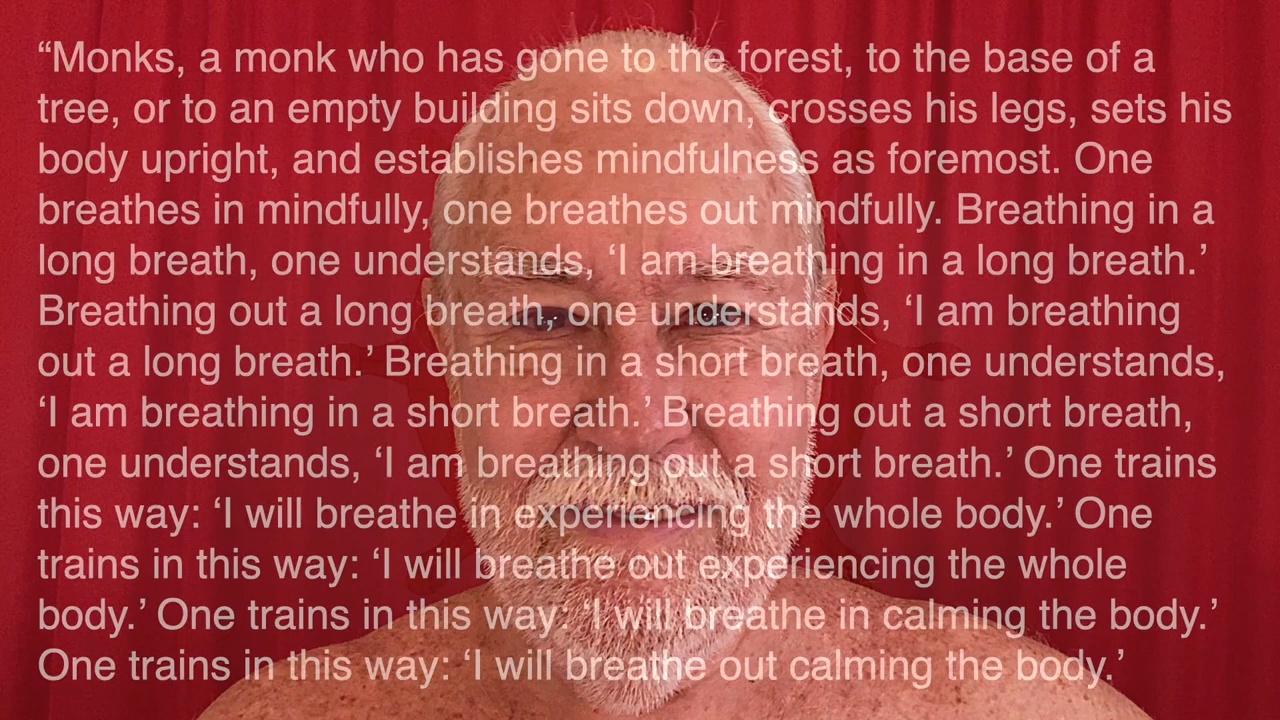 “Monks, a monk who has gone to the forest, to the base of a
tree, or to an empty building sits down, crosses his legs, sets his
body upright, and establishes mindfulness as foremost. One
breathes in mindfully, one breathes out mindfully. Breathing in a
long breath, one understands, ‘I am breathing in a long breath.’
Breathing out a long breath, one understands, ‘I am breathing
out a long breath.’ Breathing in a short breath, one understands,
‘I am breathing in a short breath.’ Breathing out a short breath,
one understands, ‘I am breathing out a short breath.’ One trains
this way: ‘I will breathe in experiencing the whole body.’ One
trains in this way: ‘I will breathe out experiencing the whole
body.’ One trains in this way: ‘I will breathe in calming the body.’
One trains in this way: ‘I will breathe out calming the body.’